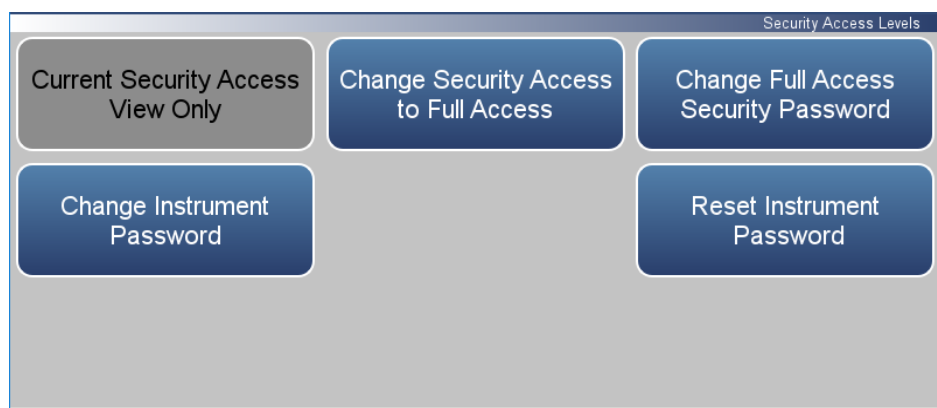 Security Access Levels
Current Security Access
View Only
Change Security Access
to Full Access
Change Full Access
Security Password
Change Instrument
Password
Reset Instrument
Password